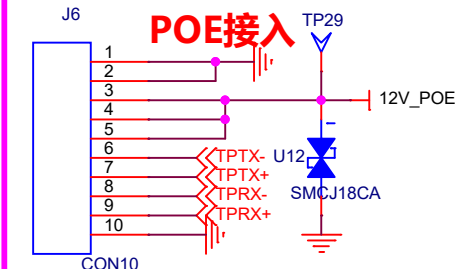 J6
POE接入
TP29
1
2
3
12V_POE
4
5
6
TPTX-
7
TPTX+
U12
8
TPRX-
SMCJ18CA
9
TPRX+
10
CON10